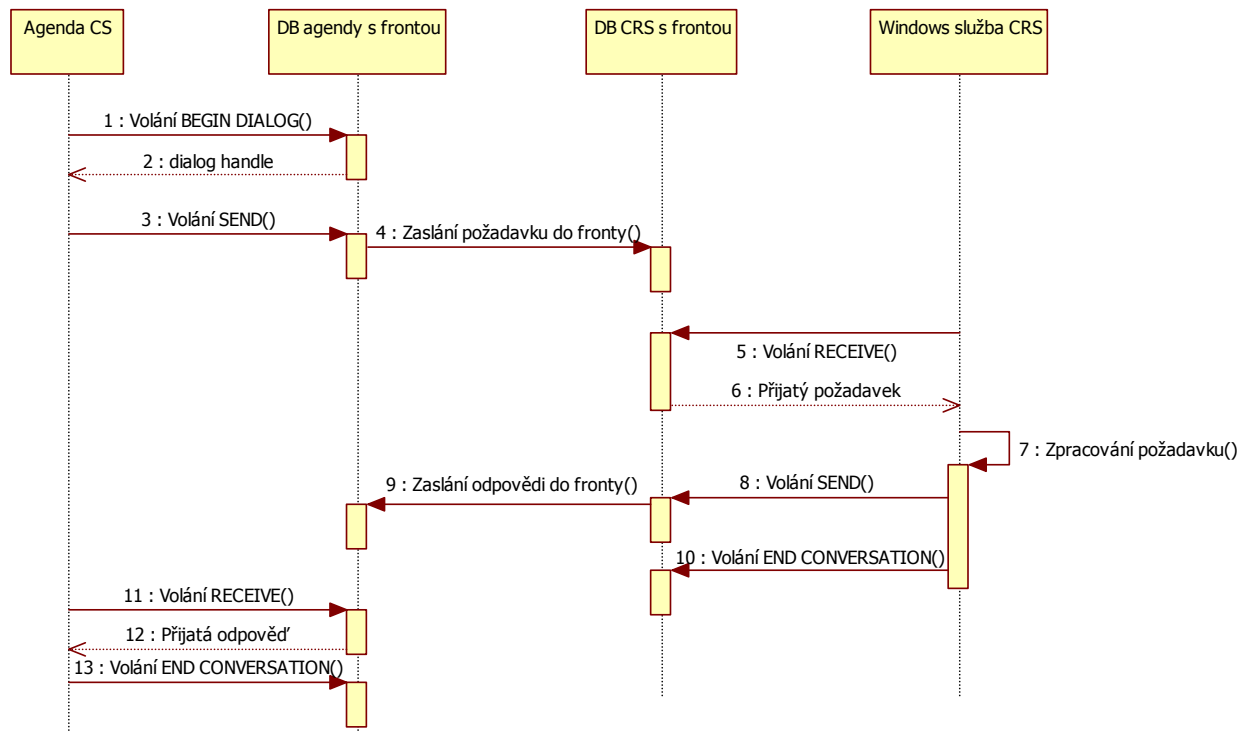 Agenda CS
DB agendy s frontou
DB CRS s frontou
Windows služba CRS
1 : Volání BEGIN DIALOG()
2 : dialog handle
3 : Volání SEND()
4 : Zaslání požadavku do fronty()
5 : Volání RECEIVE()
6 : Přijatý požadavek
7 : Zpracování požadavku()
8 : Volání SEND()
9 : Zaslání odpovědi do fronty()
10 : Volání END CONVERSATION()
11 : Volání RECEIVE()
12 : Přijatá odpověď
13 : Volání END CONVERSATION()